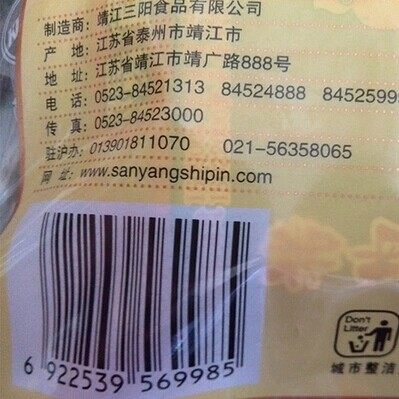 制造商：靖江三阳食品有限公司
产 地：江苏省泰州市靖江市
地 址：江苏省靖江市靖广路888号
电 话：0523-84521313 84524888 8452599
传 真：0523-84523000
驻沪办：013901811070 021-56358065
网 址：www.sanyangshipin.com
6 922539 569985
Don't
Litter
城市整洁